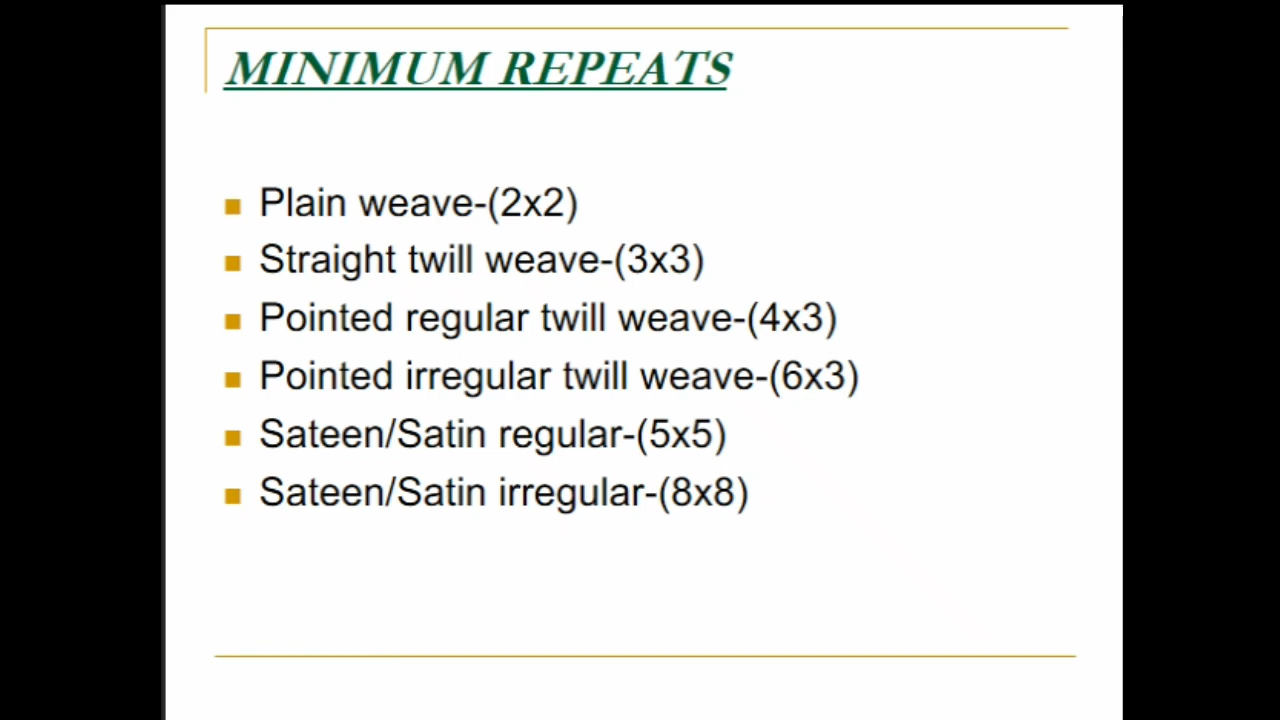 MINIMUM REPEATS
Plain weave-(2x2)
Straight twill weave-(3x3)
Pointed regular twill weave-(4x3)
Pointed irregular twill weave-(6x3)
Sateen/Satin regular-(5x5)
Sateen/Satin irregular-(8x8)